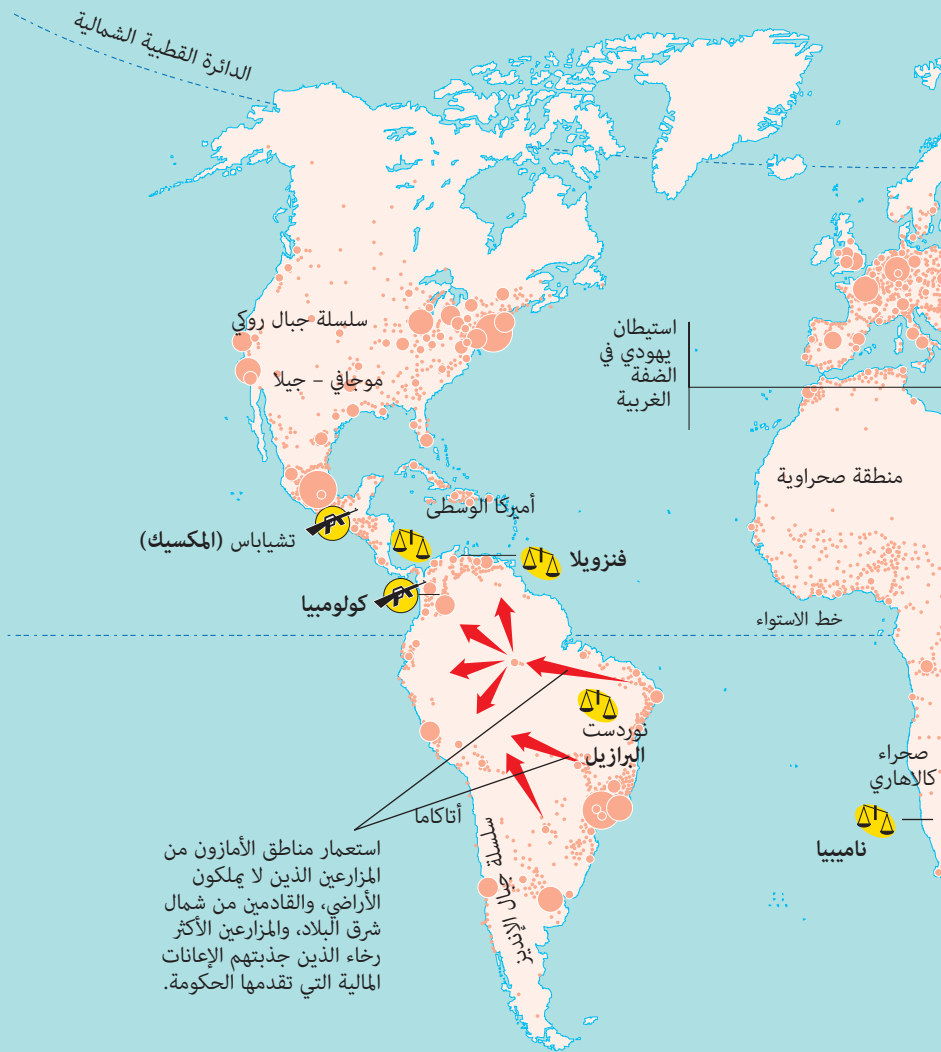 الدائرة القطبية الشمالية
سلسلة جبال روكي
موجافي - جيلا
استيطان
يهودي في
الضفة
الغربية
منطقة صحراوية
أميركا الوسطى
تشياباس (المكسيك)
فنزويلا
كولومبيا
خط الاستواء
نوردست
البرازيل
صحراء
كالاهاري
ناميبيا
أتاكاما
سلسلة جبال الإنديز
استعمار مناطق الأمازون من
المزارعين الذين لا يملكون
الأراضي، والقادمين من شمال
شرق البلاد، والمزارعين الأكثر
رخاء الذين جذبتهم الإعانات
المالية التي تقدمها الحكومة.